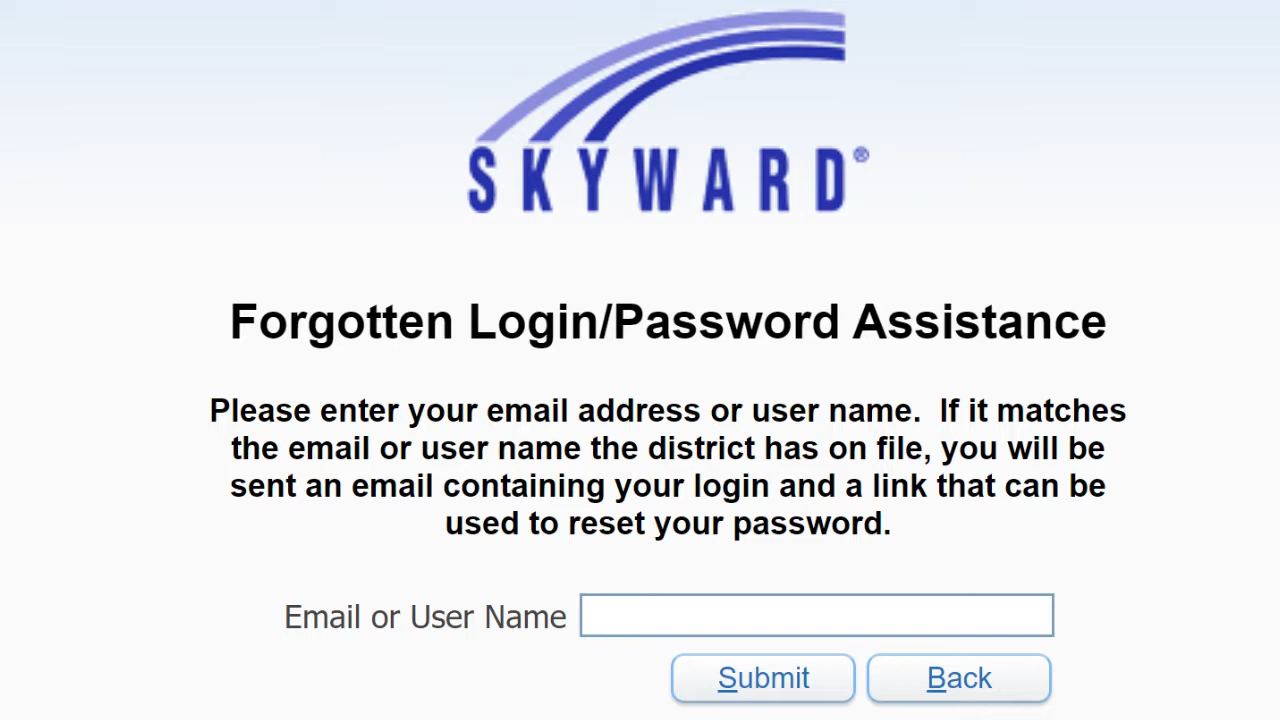 SKYWARD®
Forgotten Login/Password Assistance
Please enter your email address or user name.  If it matches
the email or user name the district has on file, you will be
sent an email containing your login and a link that can be
used to reset your password.
Email or User Name
Submit Back